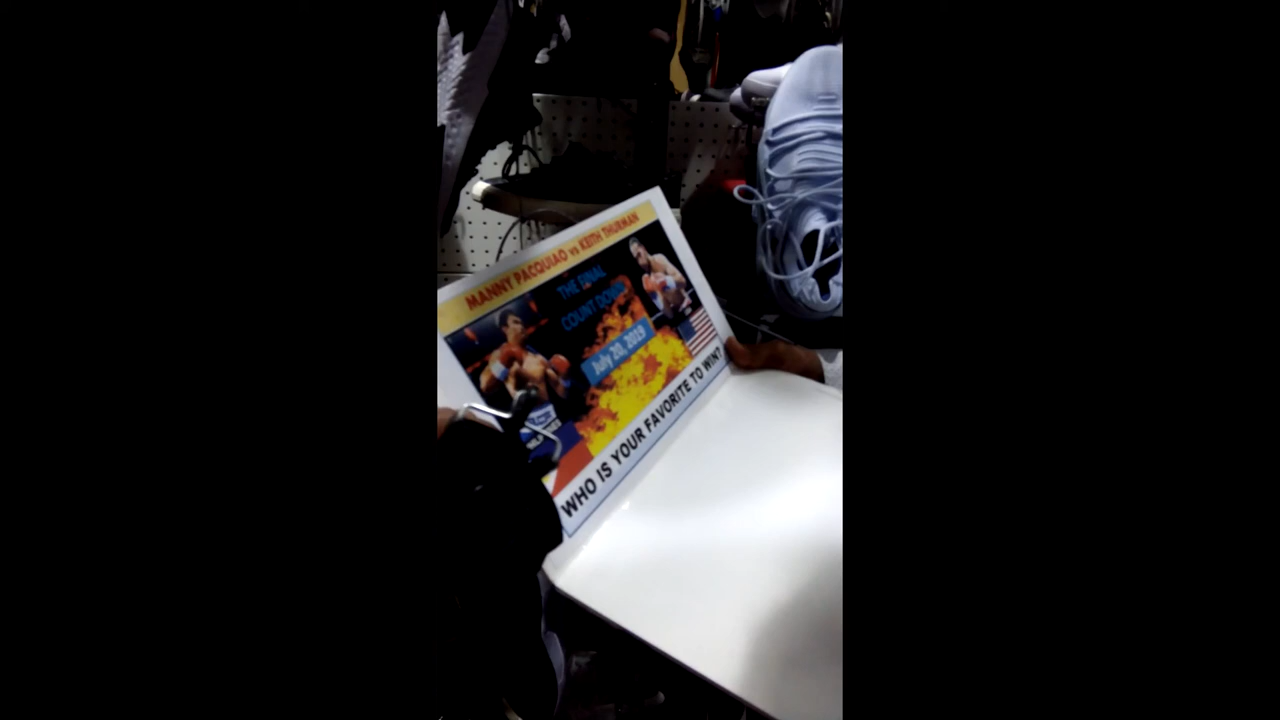 MANNY PACQUIAO vs KEITH THURMAN
THE FINAL
COUNT DOWN
July 20, 2019
WHO IS YOUR FAVORITE TO WIN?